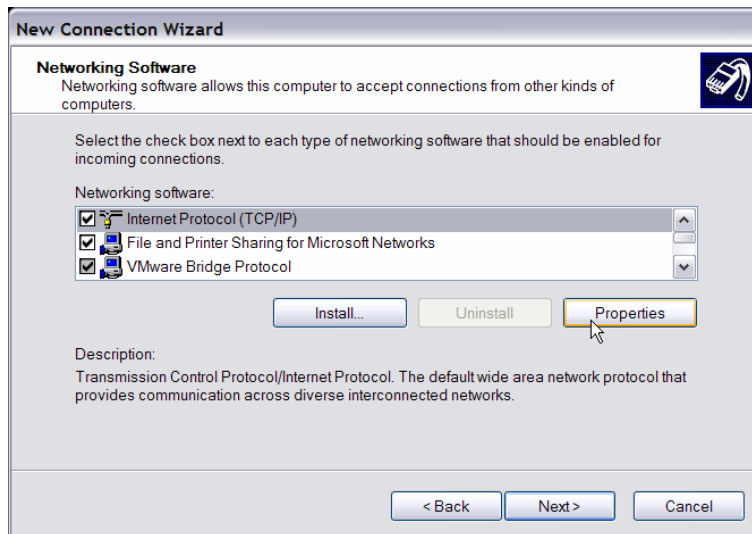 New Connection Wizard
Networking Software
Networking software allows this computer to accept connections from other kinds of
computers.
Select the check box next to each type of networking software that should be enabled for
incoming connections.
Networking software:
Internet Protocol (TCP/IP)
File and Printer Sharing for Microsoft Networks
VMware Bridge Protocol
Install... Uninstall Properties
Description:
Transmission Control Protocol/Internet Protocol. The default wide area network protocol that
provides communication across diverse interconnected networks.
< Back Next > Cancel